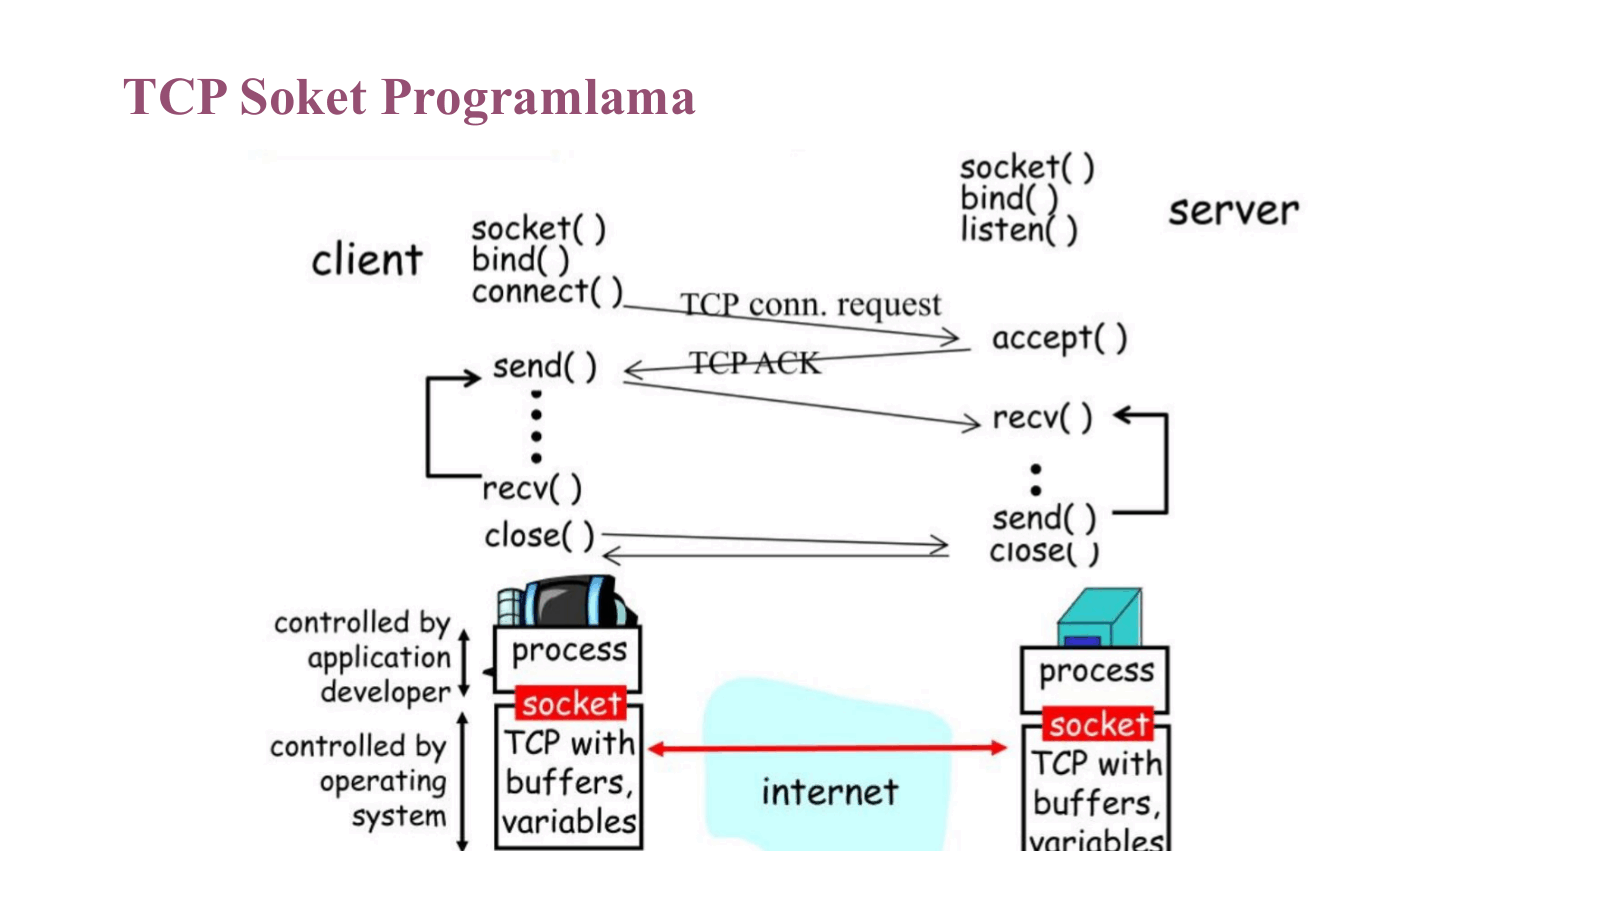 TCP Soket Programlama
socket( )
bind( )
listen( )
server
client
socket( )
bind( )
connect( )
TCP conn. request
accept( )
TCP ACK
send( )
recv( )
recv( )
send( )
close( )
close( )
controlled by
application
developer
process
socket
controlled by
operating
system
TCP with
buffers,
variables
internet
process
socket
TCP with
buffers,
variables